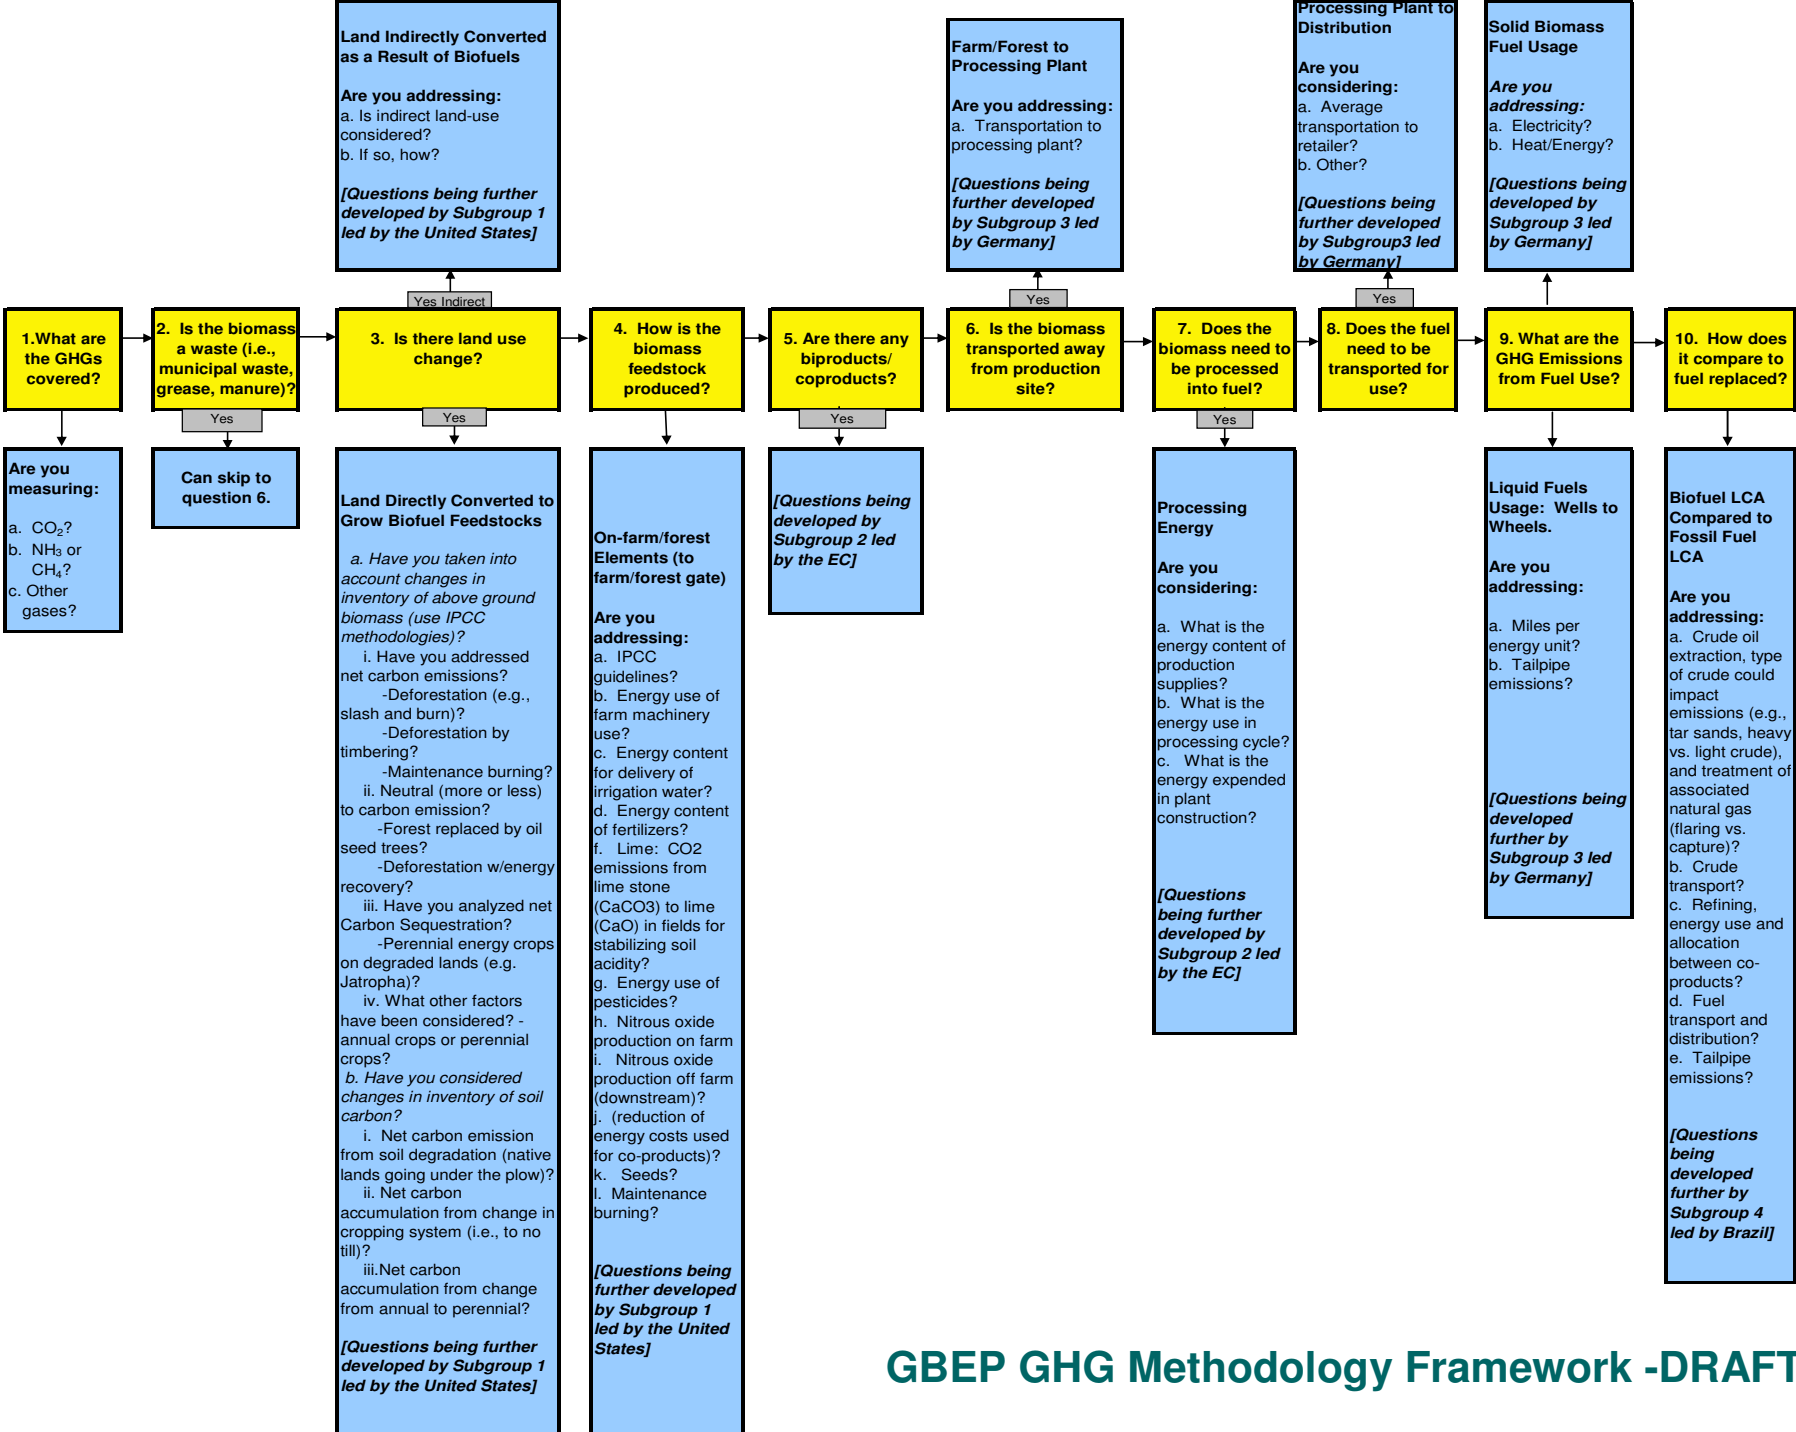 Land Indirectly Converted
as a Result of Biofuels
Are you addressing:
a. Is indirect land-use
considered?
b. If so, how?
[Questions being further
developed by Subgroup 1
led by the United States]
Farm/Forest to
Processing Plant
Are you addressing:
a.  Transportation to
processing plant?
[Questions being
further developed
by Subgroup 3 led
by Germany]
Processing Plant to
Distribution
Are you
considering:
a.  Average
transportation to
retailer?
b. Other?
[Questions being
further developed
by Subgroup3 led
by Germany]
Solid Biomass
Fuel Usage
Are you
addressing:
a.  Electricity?
b.  Heat/Energy?
[Questions being
developed by
Subgroup 3 led
by Germany]
Yes Indirect
Yes
Yes
1.What are
the GHGs
covered?
2.  Is the biomass
a waste (i.e.,
municipal waste,
grease, manure)?
3.  Is there land use
change?
4.  How is the
biomass
feedstock
produced?
5. Are there any
biproducts/
coproducts?
6.  Is the biomass
transported away
from production
site?
7.  Does the
biomass need to
be processed
into fuel?
8. Does the fuel
need to be
transported for
use?
9. What are the
GHG Emissions
from Fuel Use?
10.  How does
it compare to
fuel replaced?
Yes
Yes
Yes
Yes
Are you
measuring:
a.  CO2?
b.  NH3 or
CH4?
c. Other
gases?
Can skip to
question 6.
Land Directly Converted to
Grow Biofuel Feedstocks
a. Have you taken into
account changes in
inventory of above ground
biomass (use IPCC
methodologies)?
i. Have you addressed
net carbon emissions?
-Deforestation (e.g.,
slash and burn)?
-Deforestation by
timbering?
-Maintenance burning?
ii. Neutral (more or less)
to carbon emission?
-Forest replaced by oil
seed trees?
-Deforestation w/energy
recovery?
iii. Have you analyzed net
Carbon Sequestration?
-Perennial energy crops
on degraded lands (e.g.
Jatropha)?
iv. What other factors
have been considered? -
annual crops or perennial
crops?
b. Have you considered
changes in inventory of soil
carbon?
i.  Net carbon emission
from soil degradation (native
lands going under the plow)?
ii. Net carbon
accumulation from change in
cropping system (i.e., to no
till)?
iii.Net carbon
accumulation from change
from annual to perennial?
[Questions being further
developed by Subgroup 1
led by the United States]
On-farm/forest
Elements (to
farm/forest gate)
Are you
addressing:
a.  IPCC
guidelines?
b.  Energy use of
farm machinery
use?
c.  Energy content
for delivery of
irrigation water?
d.  Energy content
of fertilizers?
f.  Lime:  CO2
emissions from
lime stone
(CaCO3) to lime
(CaO) in fields for
stabilizing soil
acidity?
g.  Energy use of
pesticides?
h.  Nitrous oxide
production on farm
i.   Nitrous oxide
production off farm
(downstream)?
j.  (reduction of
energy costs used
for co-products)?
k.   Seeds?
l.  Maintenance
burning?
[Questions being
further developed
by Subgroup 1
led by the United
States]
[Questions being
developed by
Subgroup 2 led
by the EC]
Processing
Energy
Are you
considering:
a.  What is the
energy content of
production
supplies?
b.  What is the
energy use in
processing cycle?
c.   What is the
energy expended
in plant
construction?
[Questions
being further
developed by
Subgroup 2 led
by the EC]
Liquid Fuels
Usage:  Wells to
Wheels.
Are you
addressing:
a.  Miles per
energy unit?
b.  Tailpipe
emissions?
[Questions being
developed
further by
Subgroup 3 led
by Germany]
Biofuel LCA
Compared to
Fossil Fuel
LCA
Are you
addressing:
a.  Crude oil
extraction, type
of crude could
impact
emissions (e.g.,
tar sands, heavy
vs. light crude),
and treatment of
associated
natural gas
(flaring vs.
capture)?
b.  Crude
transport?
c.  Refining,
energy use and
allocation
between co-
products?
d.  Fuel
transport and
distribution?
e.  Tailpipe
emissions?
[Questions
being
developed
further by
Subgroup 4
led by Brazil]
GBEP GHG Methodology Framework -DRAFT